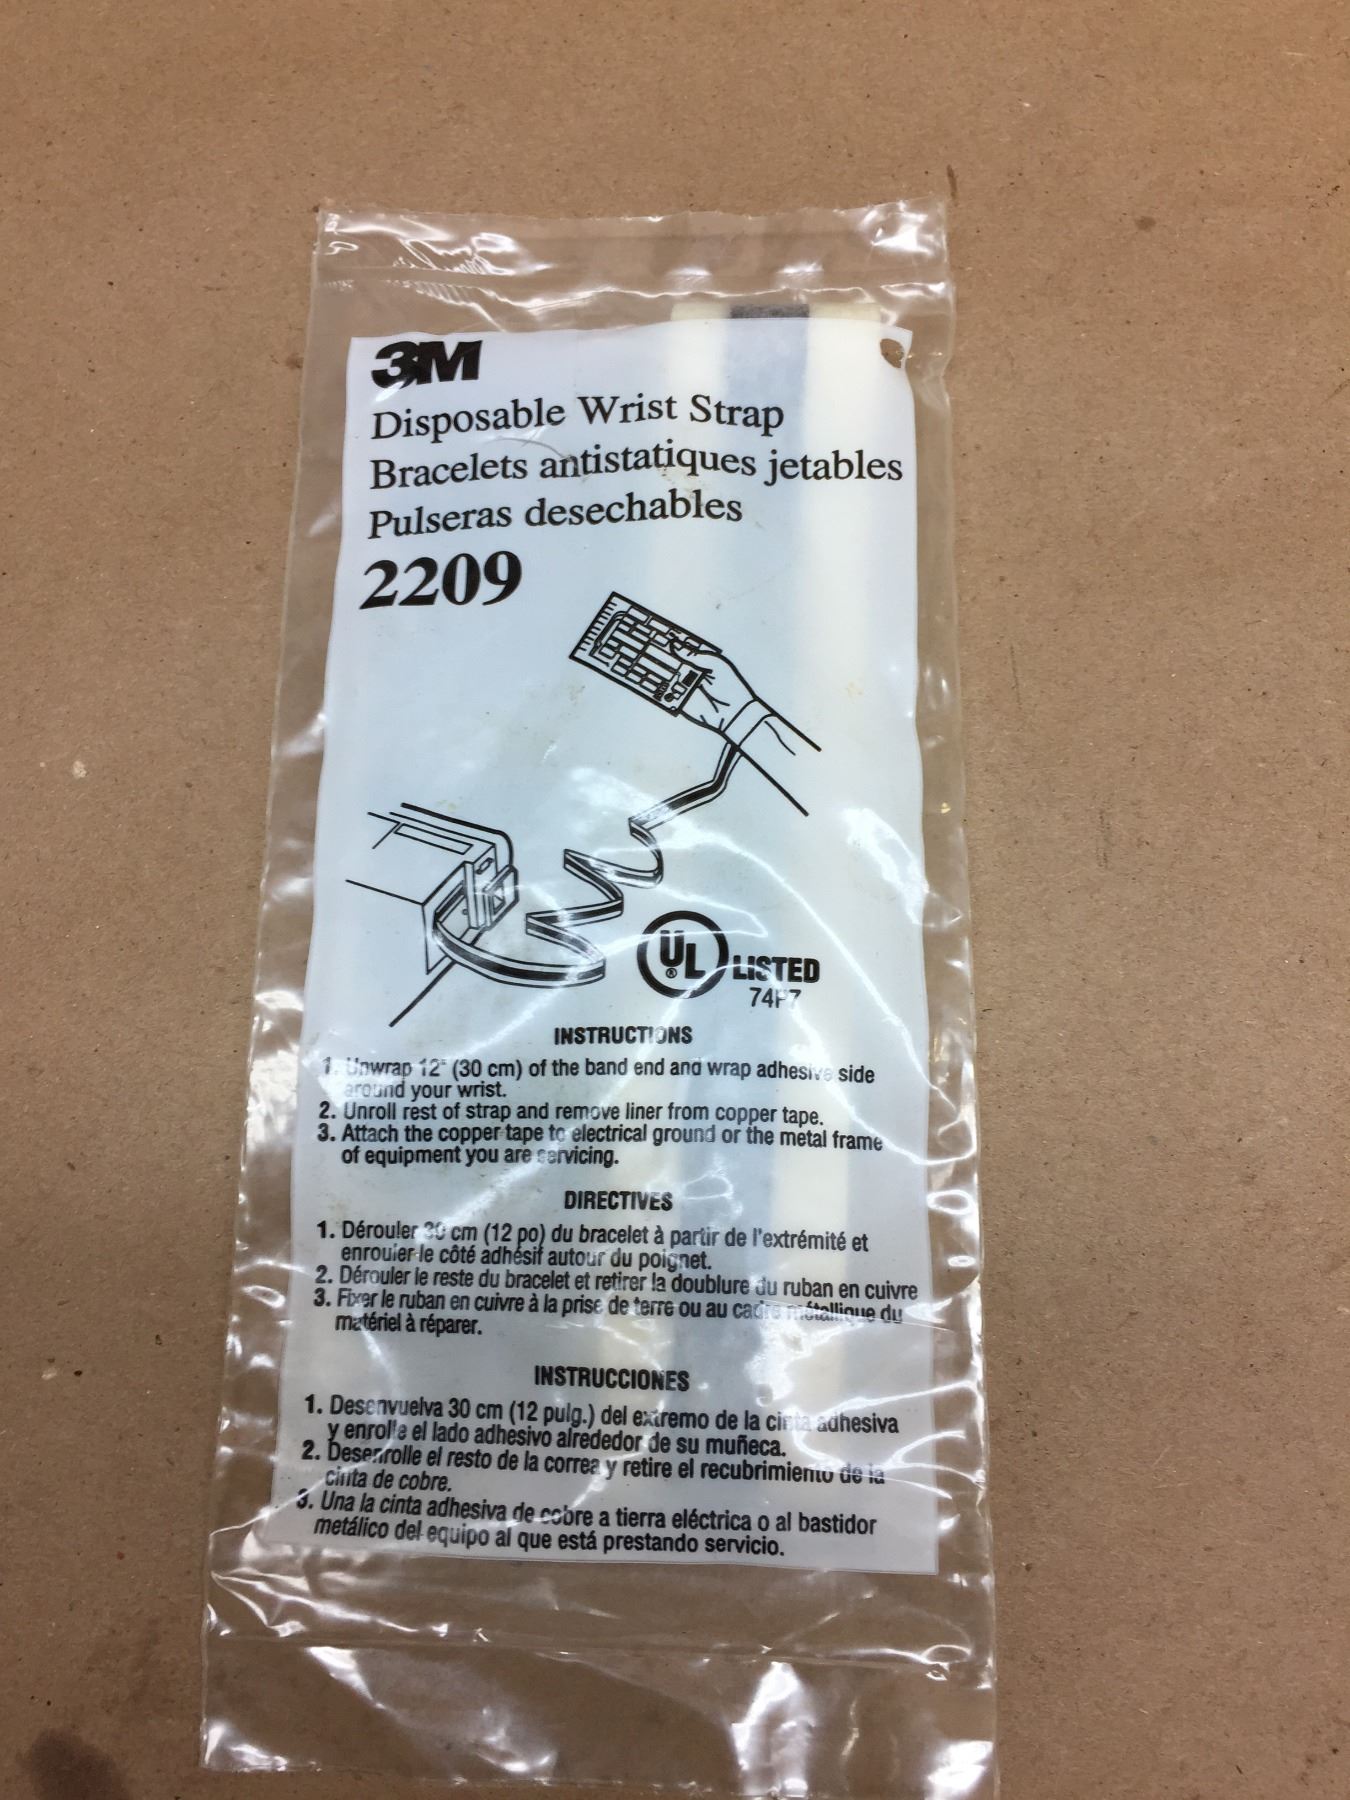 3M
Disposable Wrist Strap
Bracelets antistatiques jetables
Pulseras desechables
2209
UL
®
LISTED
74P7
INSTRUCTIONS
1. Unwrap 12" (30 cm) of the band end and wrap adhesive side
around your wrist.
2. Unroll rest of strap and remove liner from copper tape.
3. Attach the copper tape to electrical ground or the metal frame
of equipment you are servicing.
DIRECTIVES
1. Dérouler 30 cm (12 po) du bracelet à partir de l'extrémité et
enrouler le côté adhésif autour du poignet.
2. Dérouler le reste du bracelet et retirer la doublure du ruban en cuivre
3. Fixer le ruban en cuivre à la prise de terre ou au cadre métallique du
matériel à réparer.
INSTRUCCIONES
1. Desenvuelva 30 cm (12 pulg.) del extremo de la cinta adhesiva
y enrolle el lado adhesivo alrededor de su muñeca.
2. Desenrolle el resto de la correa y retire el recubrimiento de la
cinta de cobre.
3. Una la cinta adhesiva de cobre a tierra eléctrica o al bastidor
metálico del equipo al que está prestando servicio.